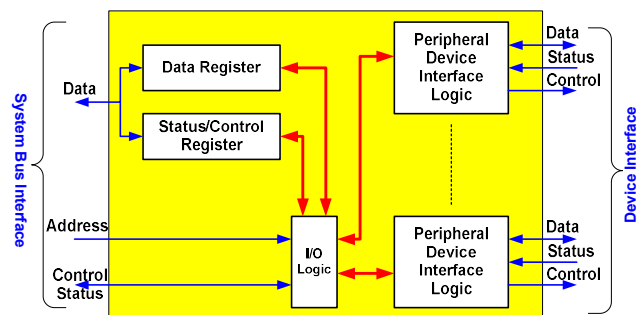 System Bus Interface
Data
Address
Control
Status
Data Register
Status/Control
Register
I/O
Logic
Peripheral
Device
Interface
Logic
Data
Status
Control
Peripheral
Device
Interface
Logic
Data
Status
Control
Device Interface